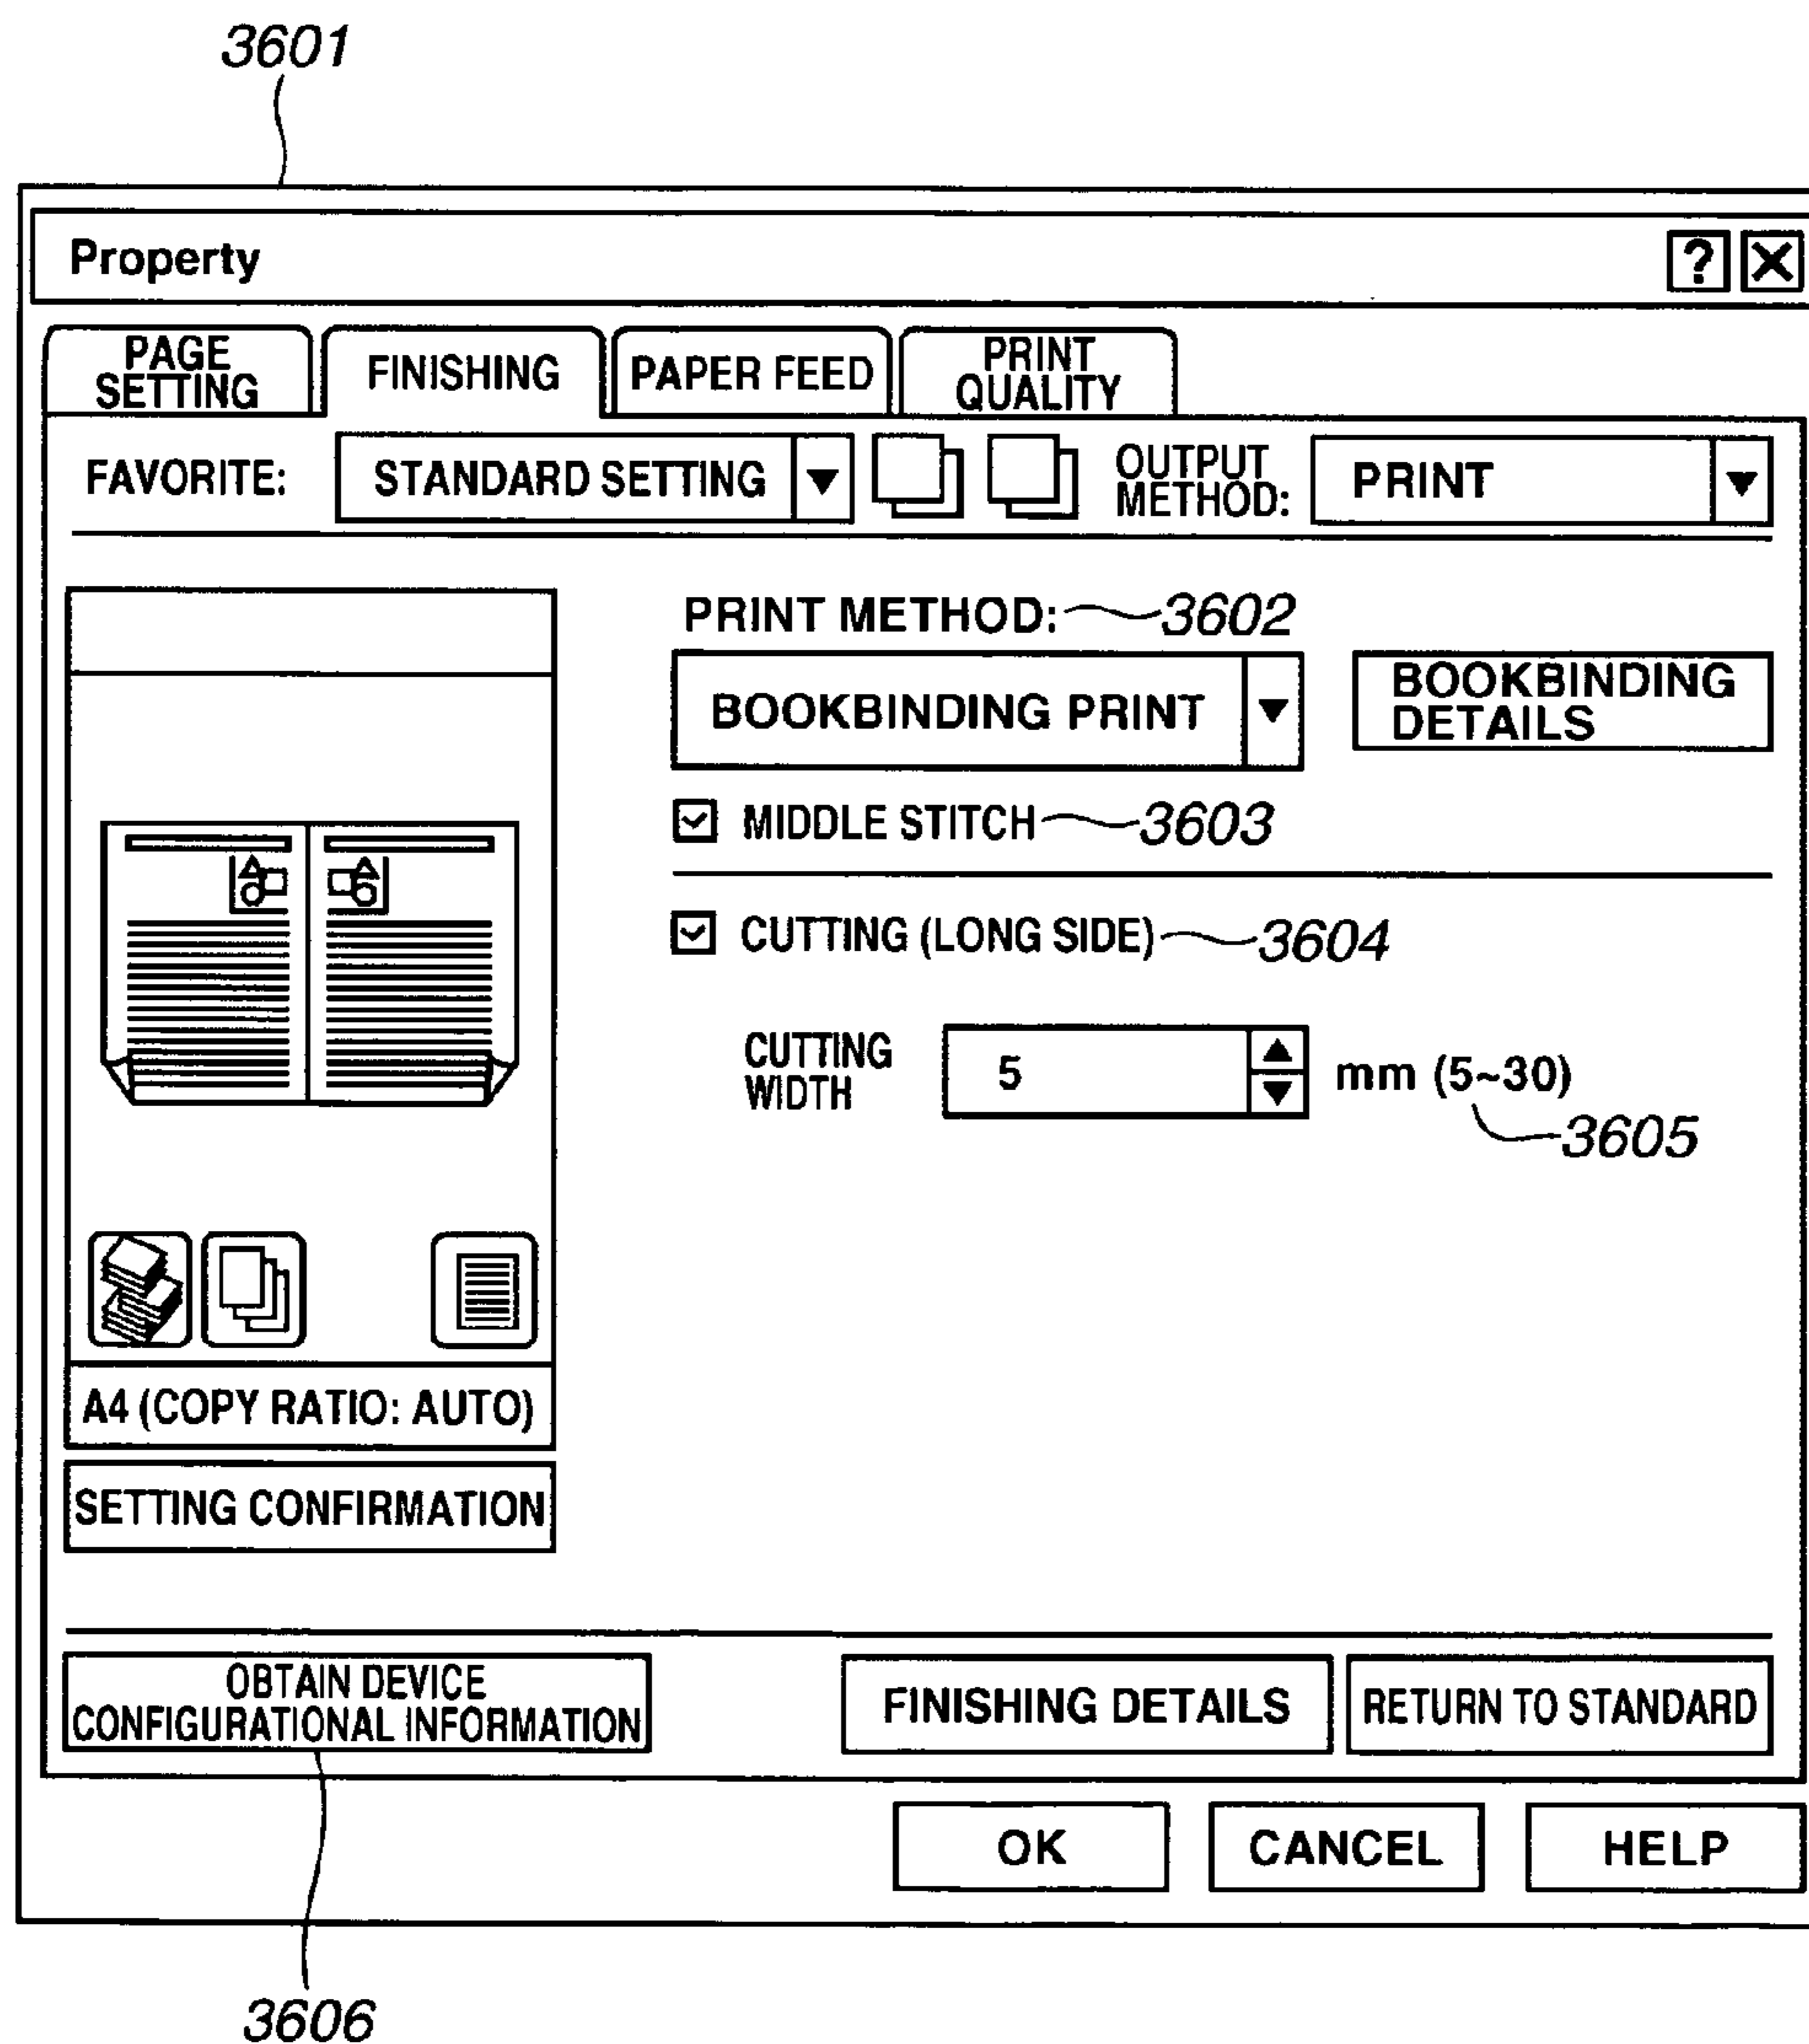 3601
Property
? X
PAGE
SETTING
FINISHING
PAPER FEED
PRINT
QUALITY
FAVORITE:
STANDARD SETTING
OUTPUT
METHOD:
PRINT
PRINT METHOD:
3602
BOOKBINDING PRINT
BOOKBINDING
DETAILS
MIDDLE STITCH
3603
CUTTING (LONG SIDE)
3604
CUTTING
WIDTH
5
mm (5~30)
3605
A4 (COPY RATIO: AUTO)
SETTING CONFIRMATION
OBTAIN DEVICE
CONFIGURATIONAL INFORMATION
FINISHING DETAILS
RETURN TO STANDARD
OK
CANCEL
HELP
3606